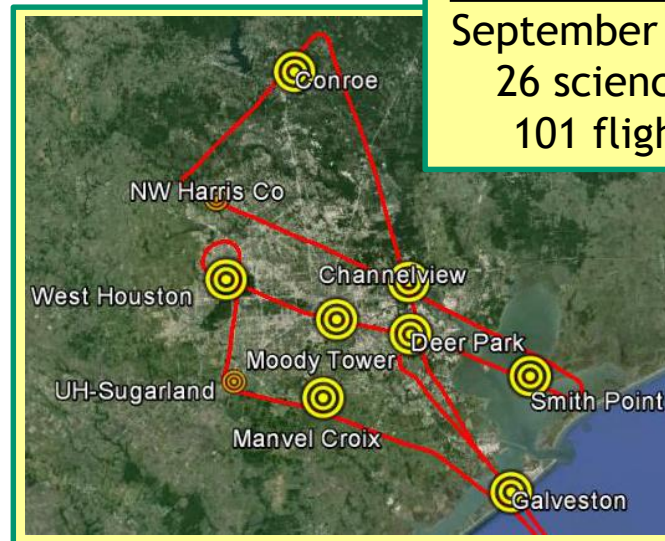 September
26 scienc
101 fligh
Conroe
NW Harris Co
Channelview
West Houston
Deer Park
Moody Tower
UH-Sugarland
Smith Point
Manvel Croix
Galveston